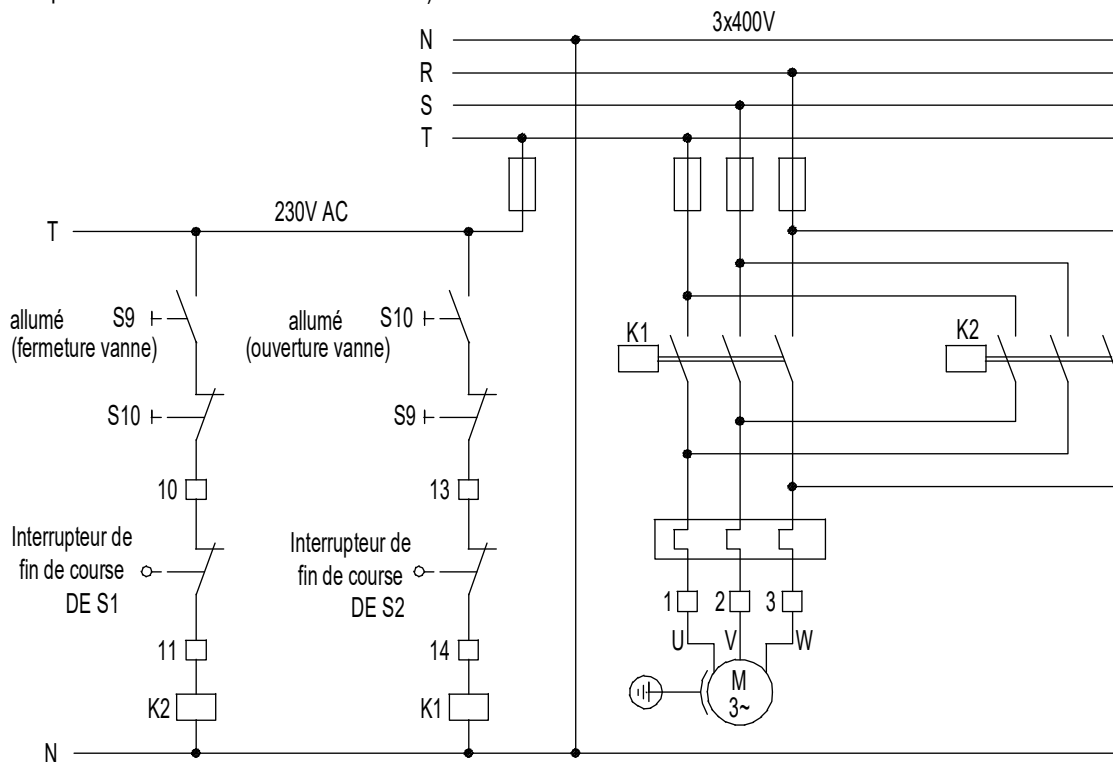 3x400V
N
R
S
T
230V AC
T
allumé
(fermeture vanne)
S9
allumé
(ouverture vanne)
S10
K1
K2
S10
S9
10
13
Interrupteur de
fin de course
DE S1
Interrupteur de
fin de course
DE S2
1
2
3
U
V
W
11
14
M
3~
K2
K1
N